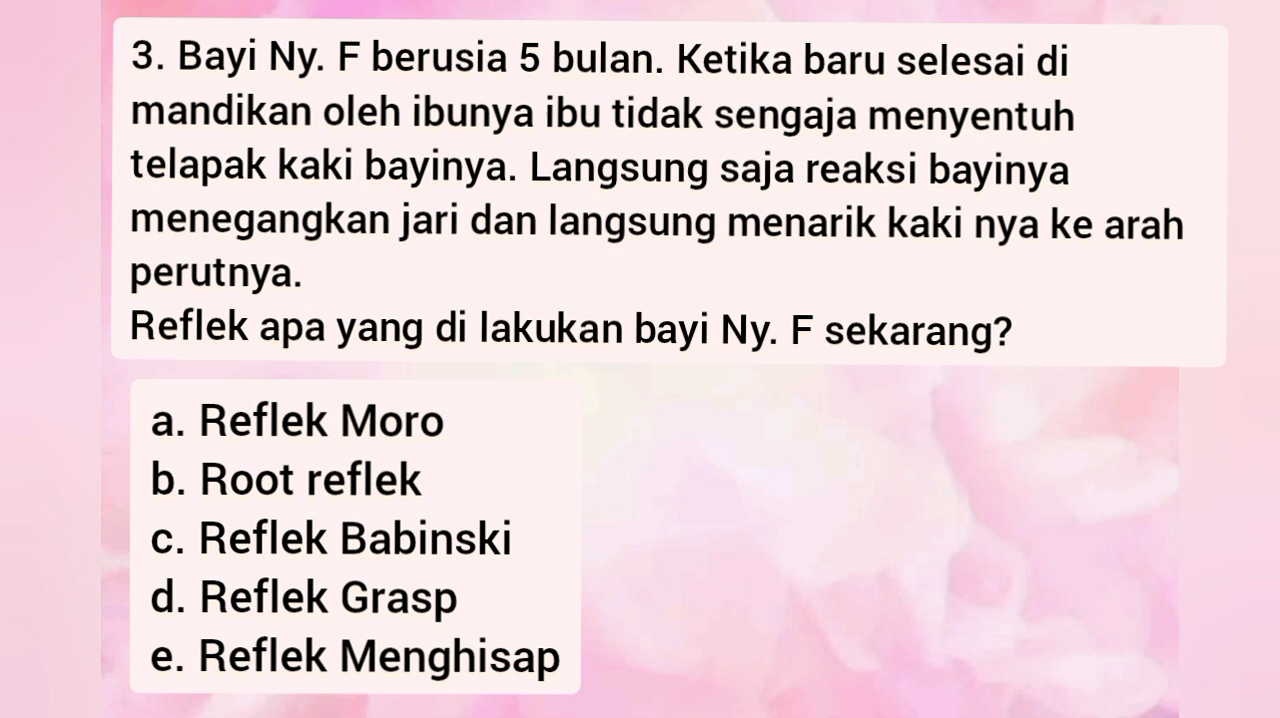 3. Bayi Ny. F berusia 5 bulan. Ketika baru selesai di
mandikan oleh ibunya ibu tidak sengaja menyentuh
telapak kaki bayinya. Langsung saja reaksi bayinya
menegangkan jari dan langsung menarik kaki nya ke arah
perutnya.
Reflek apa yang di lakukan bayi Ny. F sekarang?
a. Reflek Moro
b. Root reflek
c. Reflek Babinski
d. Reflek Grasp
e. Reflek Menghisap